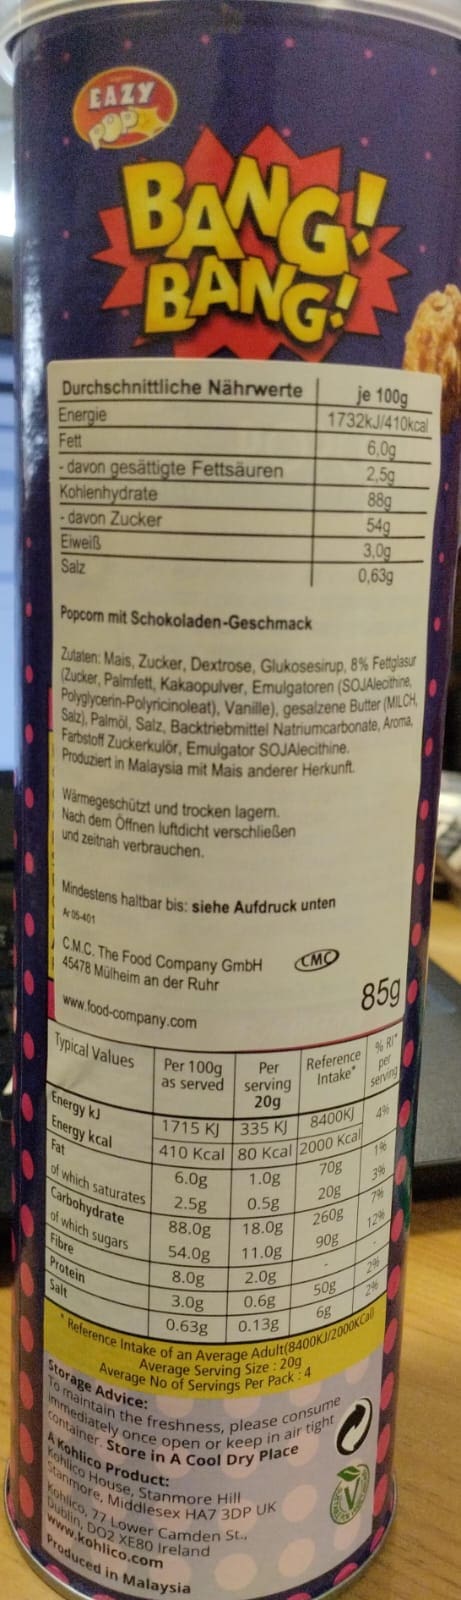 EAZY
POP
BANG!
BANG!
Durchschnittliche Nährwerte je 100g
Energie 1732kJ/410kcal
Fett 6,0g
- davon gesättigte Fettsäuren 2,5g
Kohlenhydrate 88g
- davon Zucker 54g
Eiweiß 3,0g
Salz 0,63g
Popcorn mit Schokoladen-Geschmack
Zutaten: Mais, Zucker, Dextrose, Glukosesirup, 8% Fettglasur
(Zucker, Palmfett, Kakaopulver, Emulgatoren (SOJAlecithine,
Polyglycerin-Polyricinoleat), Vanille), gesalzene Butter (MILCH,
Salz), Palmöl, Salz, Backtriebmittel Natriumcarbonate, Aroma,
Farbstoff Zuckerkulör, Emulgator SOJAlecithine.
Produziert in Malaysia mit Mais anderer Herkunft.
Wärmegeschützt und trocken lagern.
Nach dem Öffnen luftdicht verschließen
und zeitnah verbrauchen.
Mindestens haltbar bis: siehe Aufdruck unten
Ar 05-401
C.M.C. The Food Company GmbH CMC
45478 Mülheim an der Ruhr
85g
www.food-company.com
Typical Values Per 100g as served Per serving 20g Reference Intake* % RI* per serving
Energy kJ 1715 KJ 335 KJ 8400KJ 4%
Energy kcal 410 Kcal 80 Kcal 2000 Kcal
Fat 6.0g 1.0g 70g 1%
of which saturates 2.5g 0.5g 20g 3%
Carbohydrate 88.0g 18.0g 260g 7%
of which sugars 54.0g 11.0g 90g 12%
Fibre 8.0g 2.0g - -
Protein 3.0g 0.6g 50g 2%
Salt 0.63g 0.13g 6g 2%
* Reference Intake of an Average Adult(8400KJ/2000KCal)
Average Serving Size : 20g
Average No of Servings Per Pack : 4
Storage Advice:
To maintain the freshness, please consume
immediately once open or keep in air tight
container. Store in A Cool Dry Place
A Kohlico Product:
Kohlico House, Stanmore Hill
Stanmore, Middlesex HA7 3DP UK
Kohlico, 77 Lower Camden St.,
Dublin, DO2 XE80 Ireland
www.kohlico.com
Produced in Malaysia
V